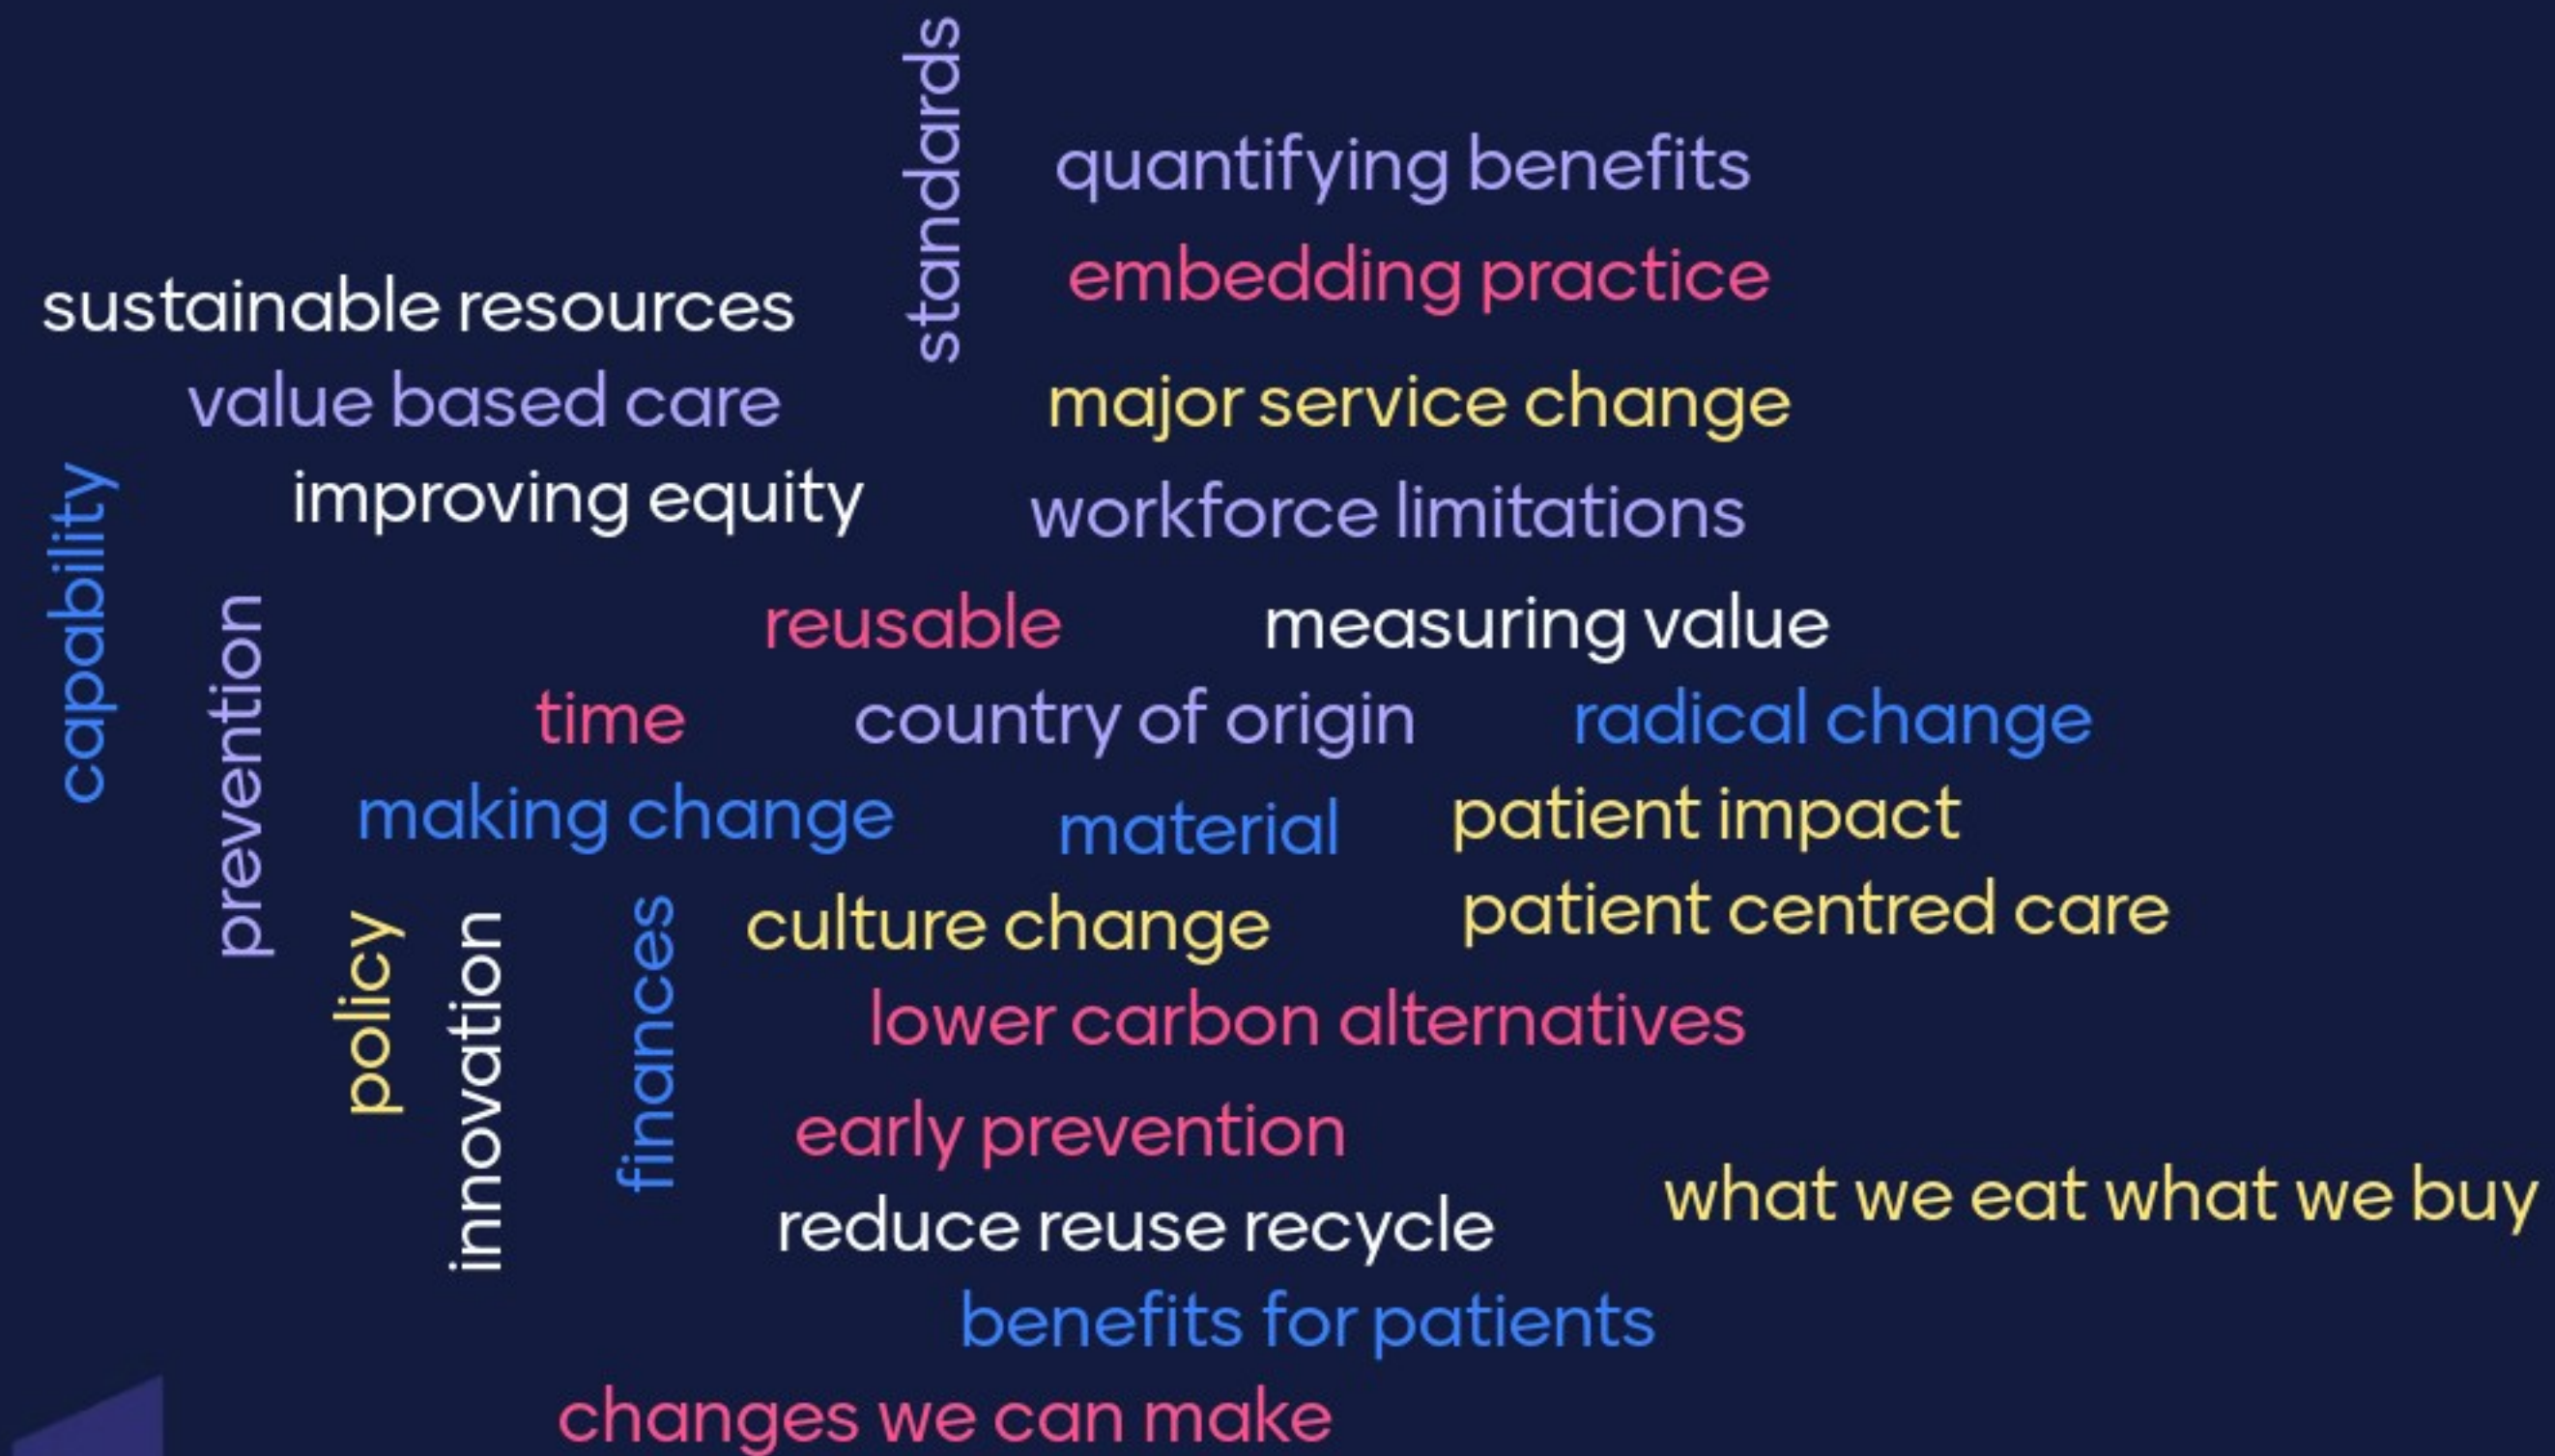 standards
quantifying benefits
embedding practice
sustainable resources
value based care
major service change
capability
improving equity
workforce limitations
prevention
reusable
measuring value
time
country of origin
radical change
making change
material
patient impact
policy
innovation
finances
culture change
patient centred care
lower carbon alternatives
early prevention
what we eat what we buy
reduce reuse recycle
benefits for patients
changes we can make